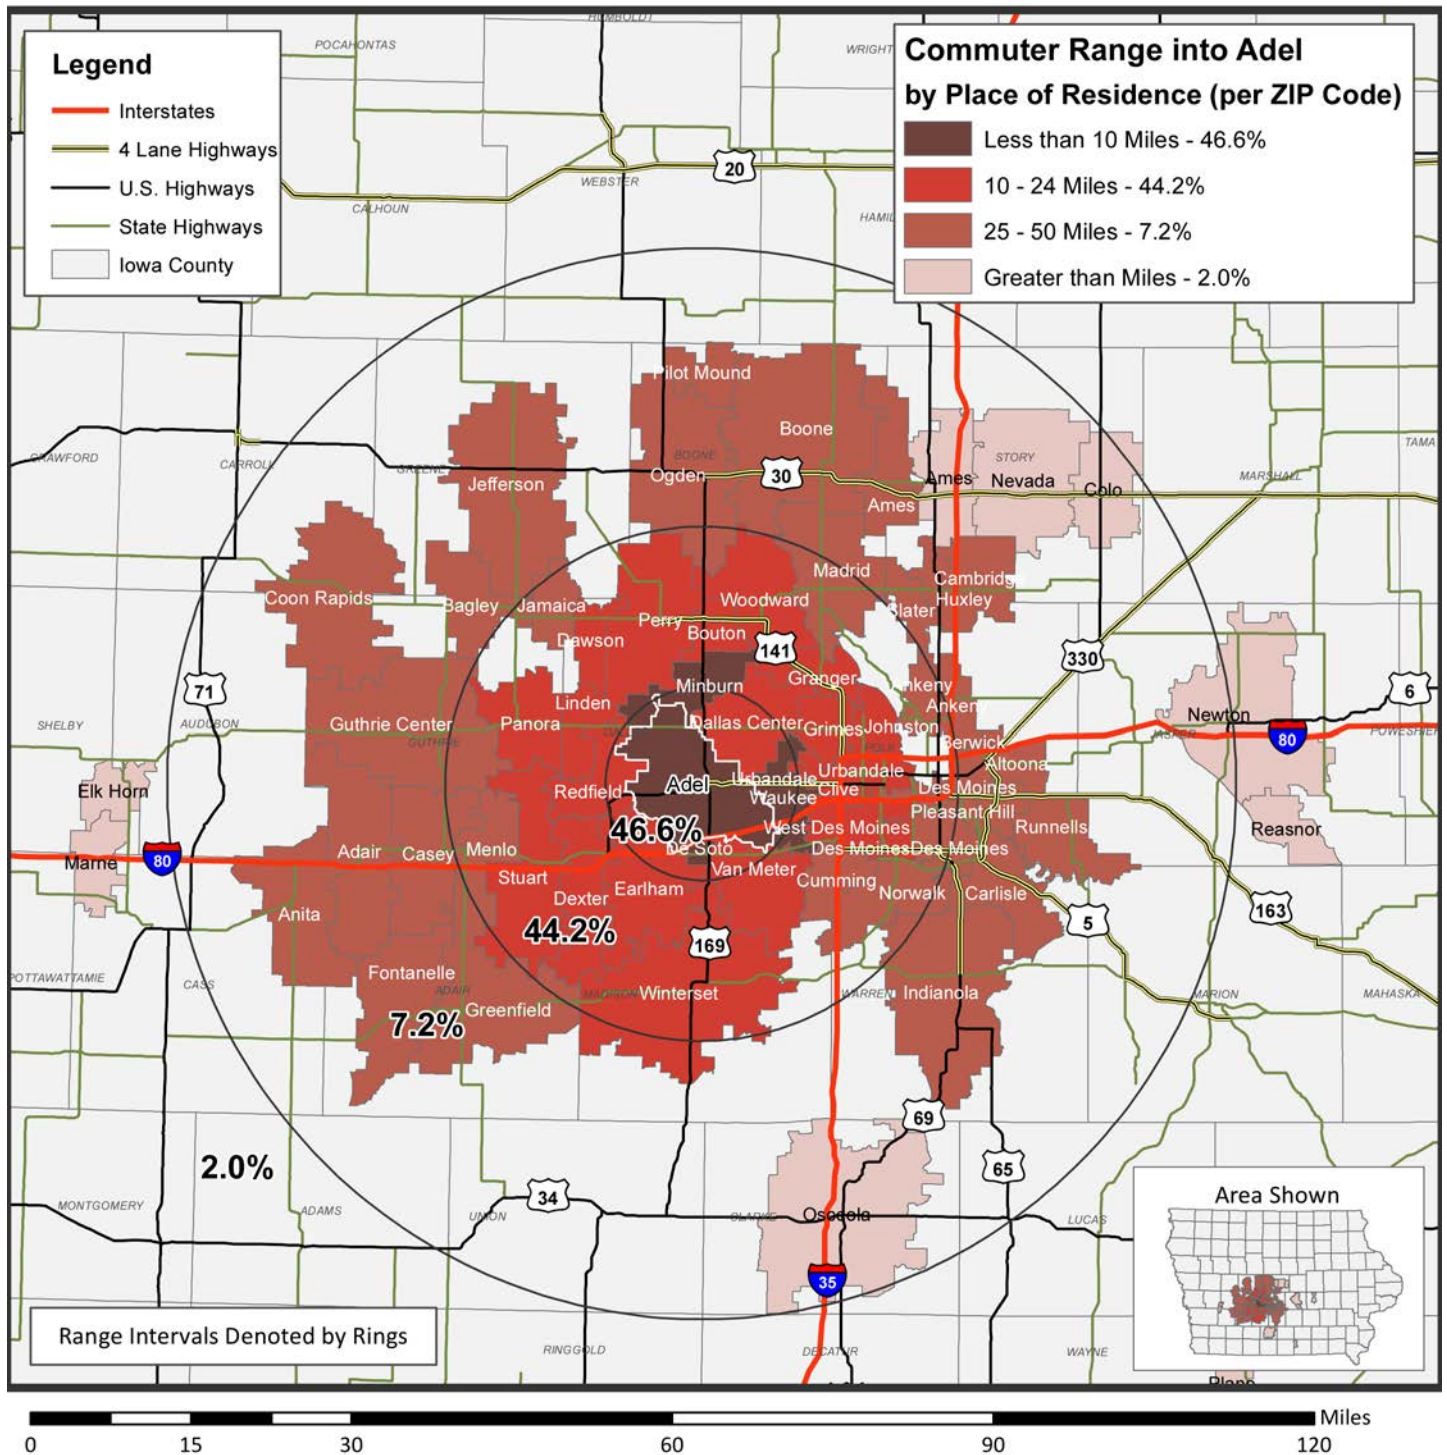 HUMBOLDT
POCAHONTAS
WRIGHT
Legend
Interstates
4 Lane Highways
U.S. Highways
State Highways
Iowa County
Commuter Range into Adel
by Place of Residence (per ZIP Code)
Less than 10 Miles - 46.6%
10 - 24 Miles - 44.2%
25 - 50 Miles - 7.2%
Greater than Miles - 2.0%
20
WEBSTER
CALHOUN
HAMIL
Pilot Mound
Boone
CRAWFORD
CARROLL
GREENE
BOONE
STORY
MARSHALL
TAMA
Jefferson
Ogden
30
Ames
Nevada
Colo
Ames
Madrid
Cambridge
Coon Rapids
Bagley
Jamaica
Woodward
Slater
Huxley
Perry
Bouton
Dawson
141
330
71
Minburn
Granger
Ankeny
6
Linden
Ankeny
SHELBY
AUDUBON
Guthrie Center
GUTHRIE
Panora
Dallas Center
Grimes
Johnston
Newton
JASPER
80
POWESHIEK
POLK
Berwick
Altoona
Elk Horn
Redfield
Adel
Urbandale
Urbandale
Waukee
Clive
Des Moines
Pleasant Hill
46.6%
West Des Moines
Runnells
Reasnor
Marne
80
Adair
Casey
Menlo
De Soto
Des Moines
Des Moines
Stuart
Van Meter
Cumming
Dexter
Earlham
Norwalk
Carlisle
Anita
44.2%
169
5
163
POTTAWATTAMIE
CASS
Fontanelle
ADAIR
Greenfield
MADISON
Winterset
WARREN
Indianola
MARION
MAHASKA
7.2%
69
2.0%
34
65
MONTGOMERY
ADAMS
UNION
CLARKE
Osceola
LUCAS
35
Area Shown
Range Intervals Denoted by Rings
RINGGOLD
DECATUR
WAYNE
Plano
Miles
0 15 30 60 90 120